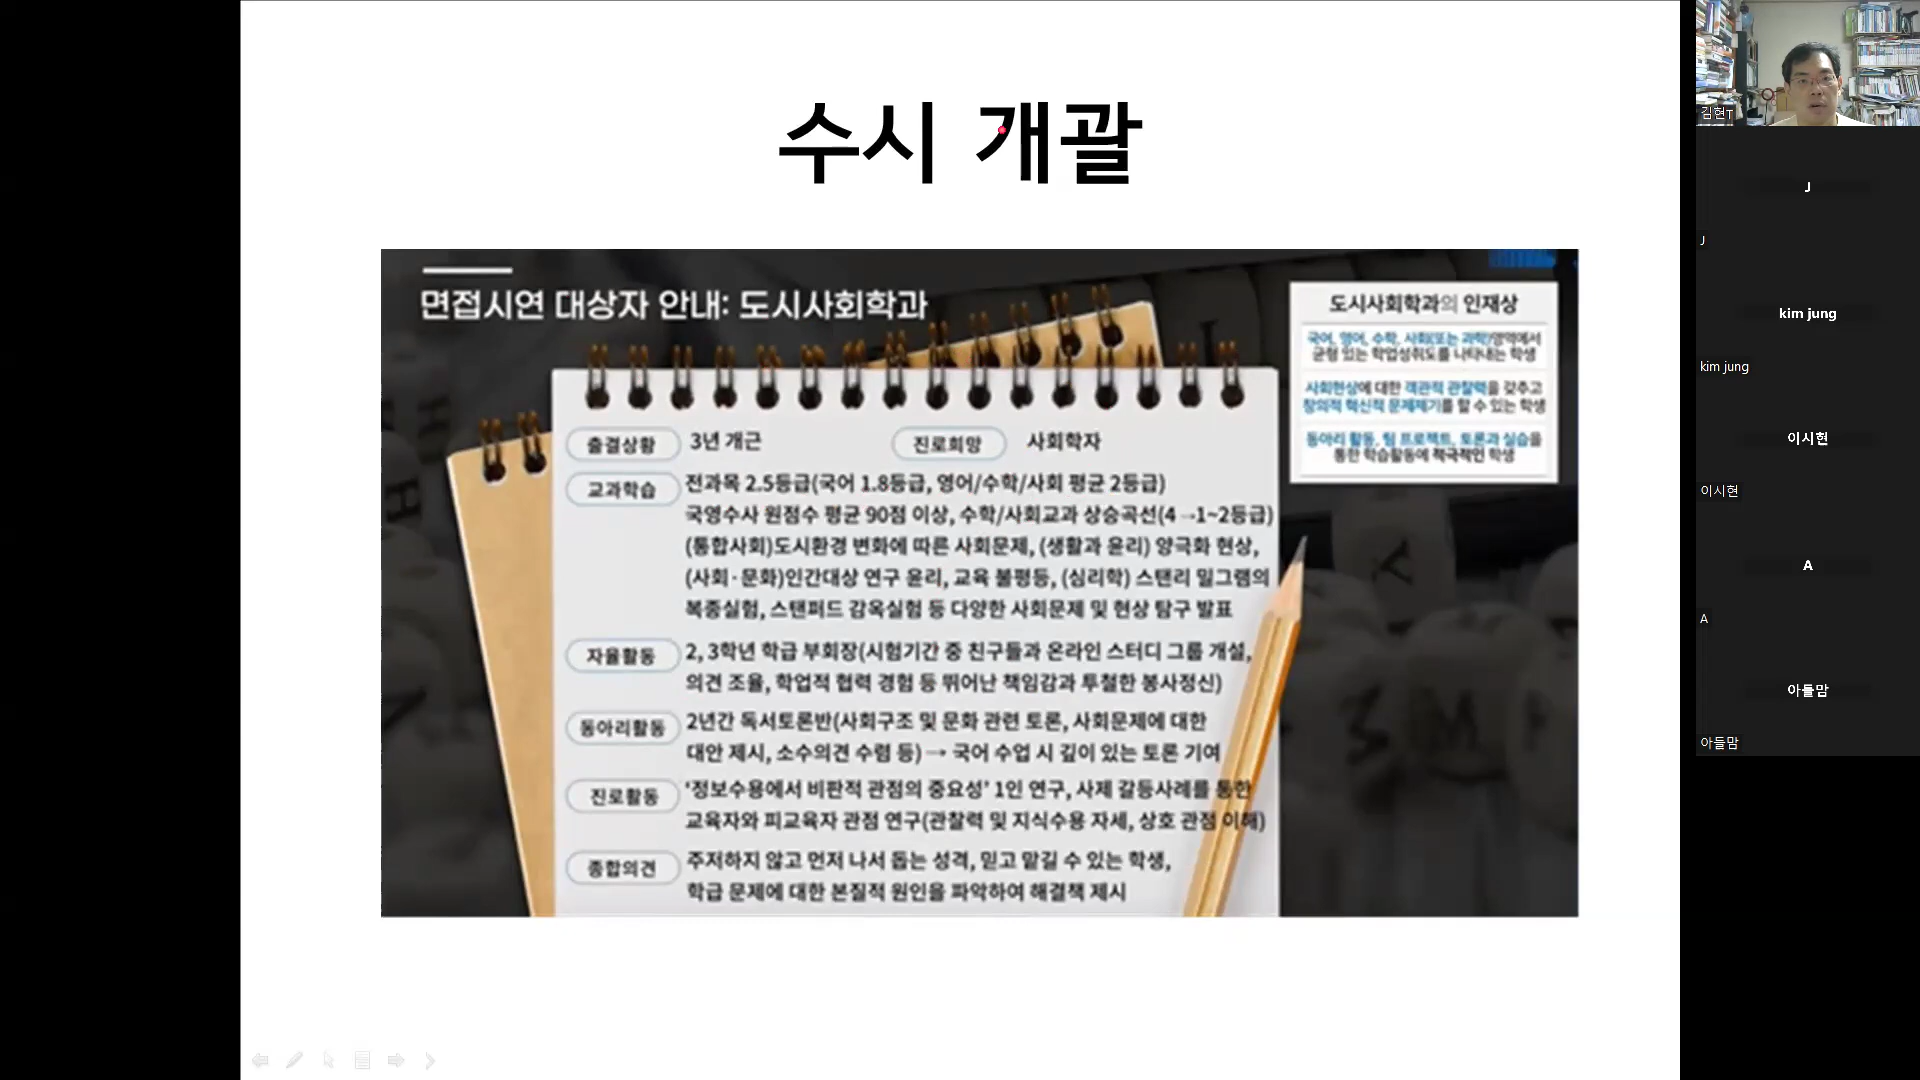 수시 개괄
면접시연 대상자 안내: 도시사회학과
도시사회학과의 인재상
국어, 영어, 수학, 사회(또는 과학)영역에서
균형 있는 학업성취도를 나타내는 학생
사회현상에 대한 객관적 관찰력을 갖추고
창의적 혁신적 문제제기를 할 수 있는 학생
동아리 활동, 팀 프로젝트, 토론과 실습을
통한 학습활동에 적극적인 학생
출결상황 3년 개근 진로희망 사회학자
교과학습 전과목 2.5등급(국어 1.8등급, 영어/수학/사회 평균 2등급)
국영수사 원점수 평균 90점 이상, 수학/사회교과 상승곡선(4→1~2등급)
(통합사회)도시환경 변화에 따른 사회문제, (생활과 윤리) 양극화 현상,
(사회·문화)인간대상 연구 윤리, 교육 불평등, (심리학) 스탠리 밀그램의
복종실험, 스탠퍼드 감옥실험 등 다양한 사회문제 및 현상 탐구 발표
자율활동 2, 3학년 학급 부회장(시험기간 중 친구들과 온라인 스터디 그룹 개설,
의견 조율, 학업적 협력 경험 등 뛰어난 책임감과 투철한 봉사정신)
동아리활동 2년간 독서토론반(사회구조 및 문화 관련 토론, 사회문제에 대한
대안 제시, 소수의견 수렴 등) → 국어 수업 시 깊이 있는 토론 기여
진로활동 '정보수용에서 비판적 관점의 중요성' 1인 연구, 사제 갈등사례를 통한
교육자와 피교육자 관점 연구(관찰력 및 지식수용 자세, 상호 관점 이해)
종합의견 주저하지 않고 먼저 나서 돕는 성격, 믿고 맡길 수 있는 학생,
학급 문제에 대한 본질적 원인을 파악하여 해결책 제시
김현T
J
J
kim jung
kim jung
이시현
이시현
A
A
아들맘
아들맘